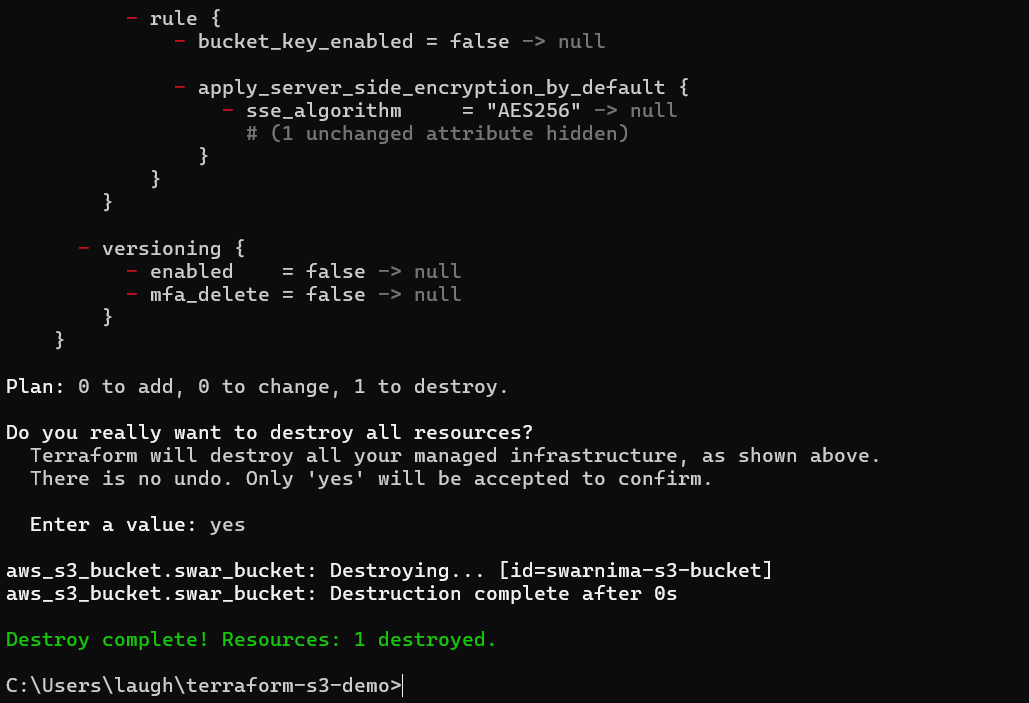 - rule {
- bucket_key_enabled = false -> null
- apply_server_side_encryption_by_default {
- sse_algorithm     = "AES256" -> null
# (1 unchanged attribute hidden)
}
}
}
- versioning {
- enabled    = false -> null
- mfa_delete = false -> null
}
}
Plan: 0 to add, 0 to change, 1 to destroy.
Do you really want to destroy all resources?
Terraform will destroy all your managed infrastructure, as shown above.
There is no undo. Only 'yes' will be accepted to confirm.
Enter a value: yes
aws_s3_bucket.swar_bucket: Destroying... [id=swarnima-s3-bucket]
aws_s3_bucket.swar_bucket: Destruction complete after 0s
Destroy complete! Resources: 1 destroyed.
C:\Users\laugh\terraform-s3-demo>